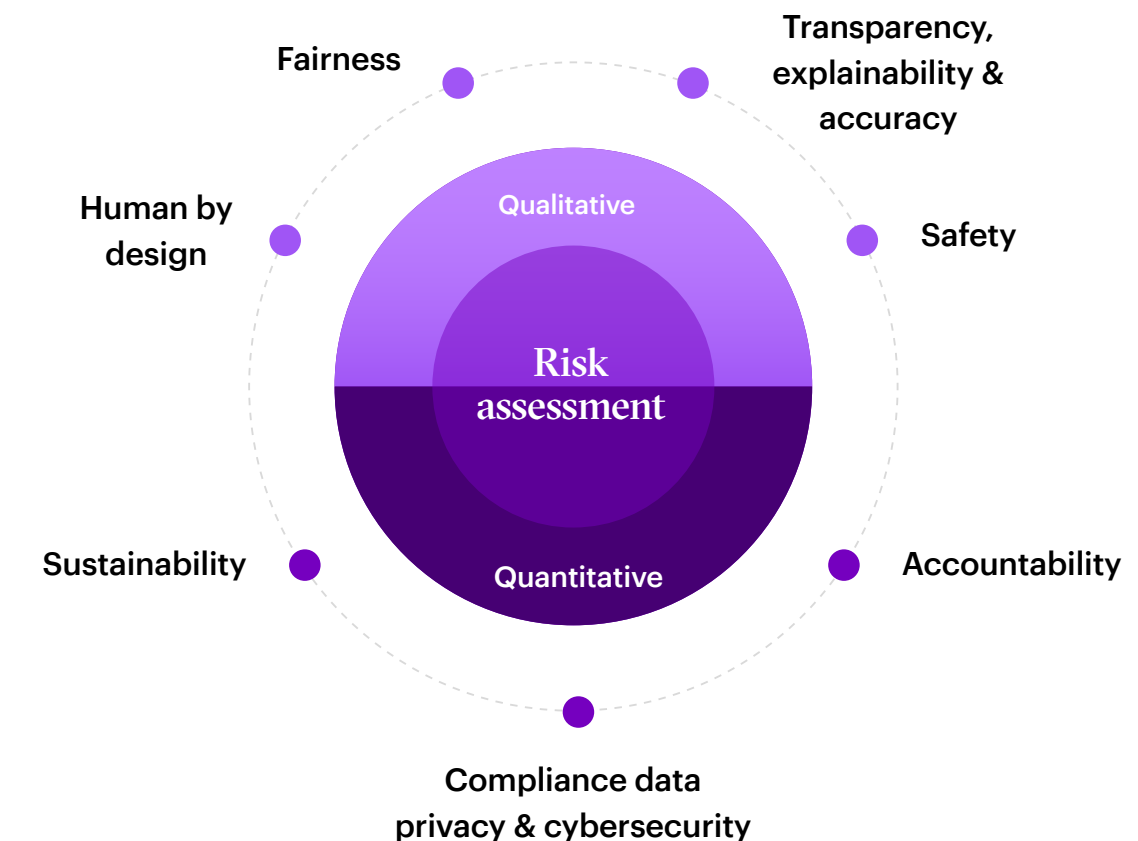 Transparency,
explainability &
accuracy
Fairness
Human by
design
Qualitative
Safety
Risk
assessment
Sustainability
Quantitative
Accountability
Compliance data
privacy & cybersecurity